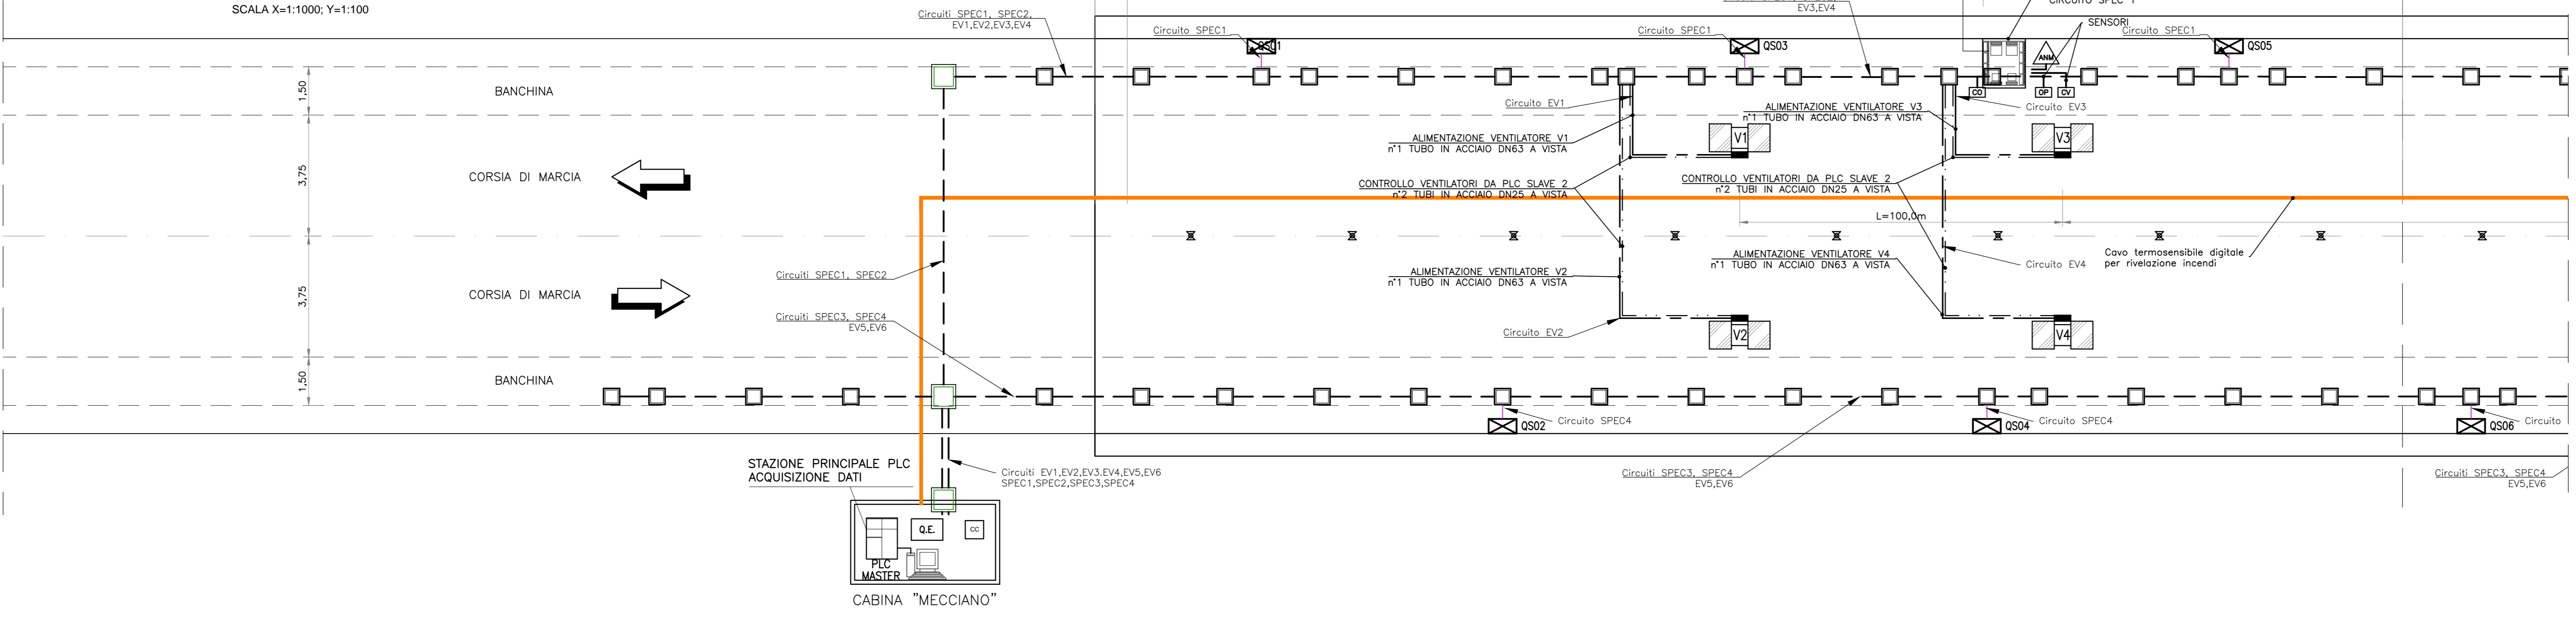 SCALA X=1:1000; Y=1:100
Circuiti SPEC1, SPEC2,
EV1,EV2,EV3,EV4
Circuito SPEC1
QS01
Circuito SPEC1
QS03
EV3,EV4
CIRCUITO SPEC 1
SENSORI
ANM
Circuito SPEC1
QS05
CO
OP
CV
1,50
BANCHINA
3,75
CORSIA DI MARCIA
Circuito EV1
ALIMENTAZIONE VENTILATORE V1
n°1 TUBO IN ACCIAIO DN63 A VISTA
V1
ALIMENTAZIONE VENTILATORE V3
n°1 TUBO IN ACCIAIO DN63 A VISTA
Circuito EV3
V3
CONTROLLO VENTILATORI DA PLC SLAVE 2
n°2 TUBI IN ACCIAIO DN25 A VISTA
CONTROLLO VENTILATORI DA PLC SLAVE 2
n°2 TUBI IN ACCIAIO DN25 A VISTA
L=100,0m
Circuiti SPEC1, SPEC2
3,75
CORSIA DI MARCIA
ALIMENTAZIONE VENTILATORE V2
n°1 TUBO IN ACCIAIO DN63 A VISTA
ALIMENTAZIONE VENTILATORE V4
n°1 TUBO IN ACCIAIO DN63 A VISTA
Circuito EV4
Cavo termosensibile digitale
per rivelazione incendi
Circuiti SPEC3, SPEC4
EV5,EV6
Circuito EV2
V2
V4
1,50
BANCHINA
QS02
Circuito SPEC4
QS04
Circuito SPEC4
QS06
Circuito
STAZIONE PRINCIPALE PLC
ACQUISIZIONE DATI
Circuiti EV1,EV2,EV3.EV4,EV5,EV6
SPEC1,SPEC2,SPEC3,SPEC4
Circuiti SPEC3, SPEC4
EV5,EV6
Circuiti SPEC3, SPEC4
EV5,EV6
Q.E.
CC
PLC
MASTER
CABINA "MECCIANO"